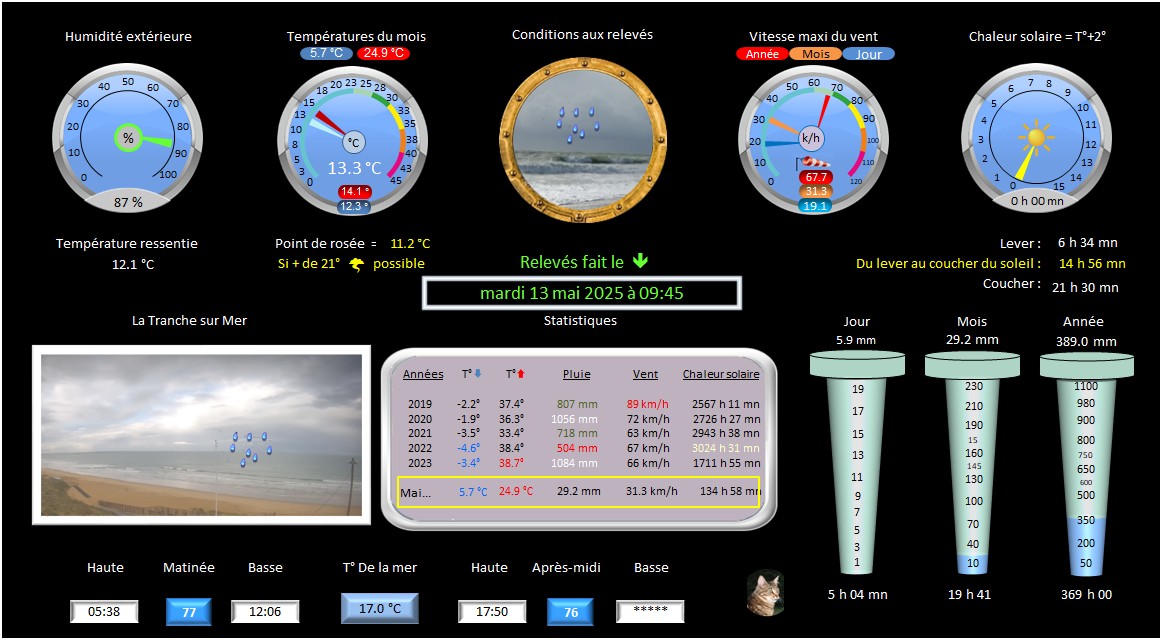 Humidité extérieure
Températures du mois
Conditions aux relevés
Vitesse maxi du vent
Chaleur solaire = T°+2°
5.7 °C 24.9 °C
Année Mois Jour
0 10 20 30 40 50 60 70 80 90 100
%
87 %
0 3 5 8 10 13 15 18 20 23 25 28 30 33 35 38 40 43 45
°C
13.3 °C
14.1 °
12.3 °
0 10 20 30 40 50 60 70 80 90 100 110 120
k/h
67.7
31.3
19.1
0 1 2 3 4 5 6 7 8 9 10 11 12 13 14 15
0 h 00 mn
Température ressentie
12.1 °C
Point de rosée = 11.2 °C
Si + de 21° possible
Relevés fait le
mardi 13 mai 2025 à 09:45
Lever : 6 h 34 mn
Du lever au coucher du soleil : 14 h 56 mn
Coucher : 21 h 30 mn
La Tranche sur Mer
Statistiques
Années T° T° Pluie Vent Chaleur solaire
2019 -2.2° 37.4° 807 mm 89 km/h 2567 h 11 mn
2020 -1.9° 36.3° 1056 mm 72 km/h 2726 h 27 mn
2021 -3.5° 33.4° 718 mm 63 km/h 2943 h 38 mn
2022 -4.6° 38.4° 504 mm 67 km/h 3024 h 31 mn
2023 -3.4° 38.7° 1084 mm 66 km/h 1711 h 55 mn
Mai... 5.7 °C 24.9 °C 29.2 mm 31.3 km/h 134 h 58 mn
Jour
5.9 mm
19
17
15
13
11
9
7
5
3
1
5 h 04 mn
Mois
29.2 mm
230
210
190
15
160
145
130
100
70
40
10
19 h 41
Année
389.0 mm
1100
980
900
800
750
650
600
500
350
200
50
369 h 00
Haute Matinée Basse T° De la mer Haute Après-midi Basse
05:38 77 12:06 17.0 °C 17:50 76 *****